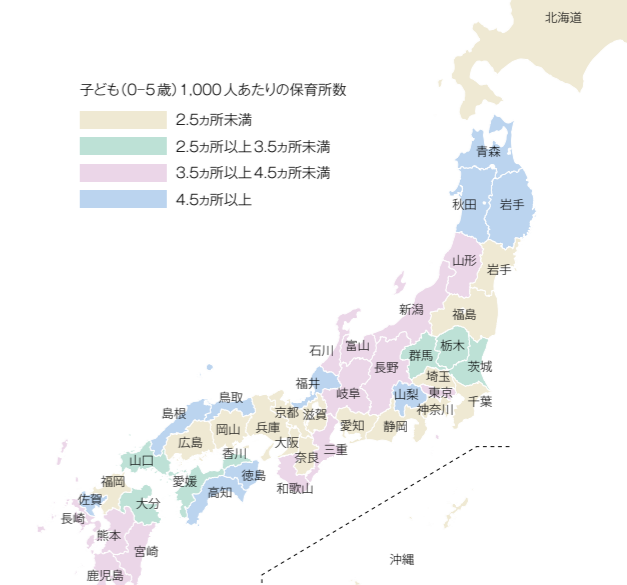 北海道
子ども(0-5歳)1,000人あたりの保育所数
2.5ヵ所未満
2.5ヵ所以上3.5ヵ所未満
3.5ヵ所以上4.5ヵ所未満
4.5ヵ所以上
青森
秋田
岩手
山形
岩手
新潟
福島
石川
富山
群馬
栃木
長野
茨城
福井
埼玉
岐阜
山梨
東京
千葉
神奈川
鳥取
島根
京都
滋賀
兵庫
岡山
広島
愛知
静岡
大阪
奈良
三重
香川
山口
徳島
愛媛
高知
和歌山
福岡
佐賀
大分
長崎
熊本
宮崎
鹿児島
沖縄